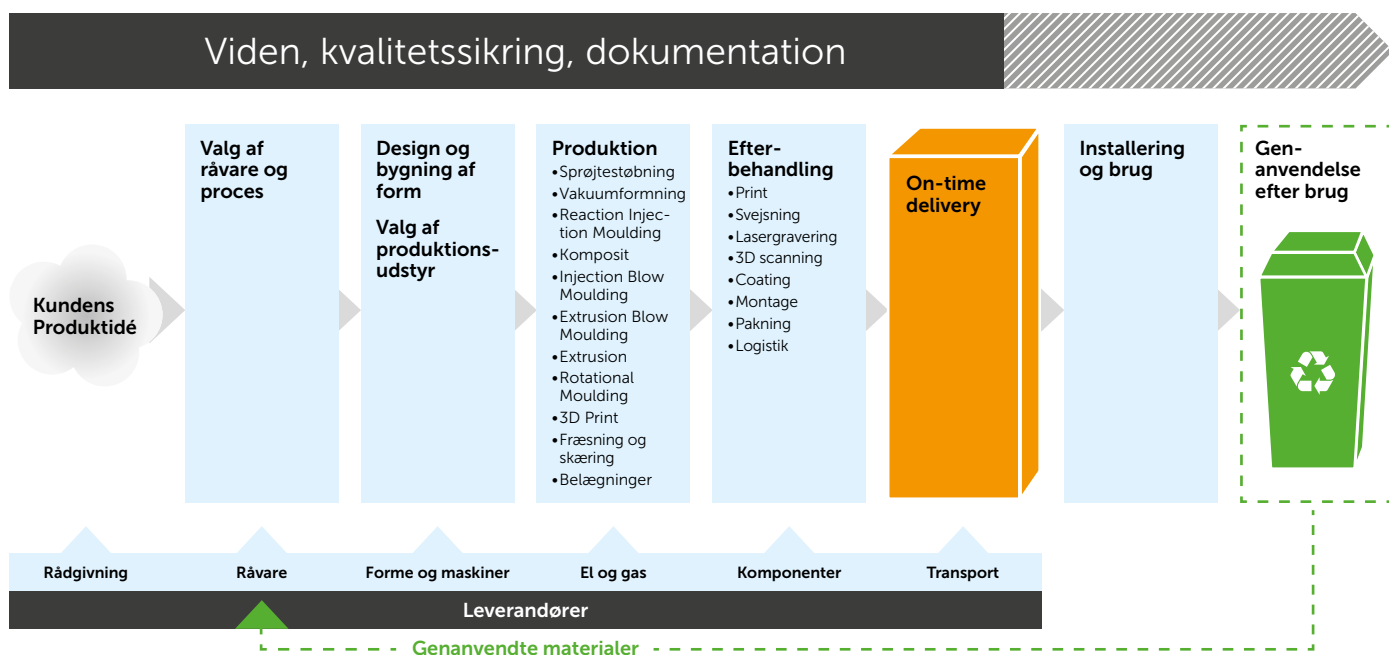 Viden, kvalitetssikring, dokumentation
Kundens
Produktidé
Valg af
råvare og
proces
Design og
bygning af
form
Valg af
produktions-
udstyr
Produktion
•Sprøjtestøbning
•Vakuumformning
•Reaction Injec-
tion Moulding
•Komposit
•Injection Blow
Moulding
•Extrusion Blow
Moulding
•Extrusion
•Rotational
Moulding
•3D Print
•Fræsning og
skæring
•Belægninger
Efter-
behandling
•Print
•Svejsning
•Lasergravering
•3D scanning
•Coating
•Montage
•Pakning
•Logistik
On-time
delivery
Installering
og brug
Gen-
anvendelse
efter brug
Rådgivning
Råvare
Forme og maskiner
El og gas
Komponenter
Transport
Leverandører
Genanvendte materialer